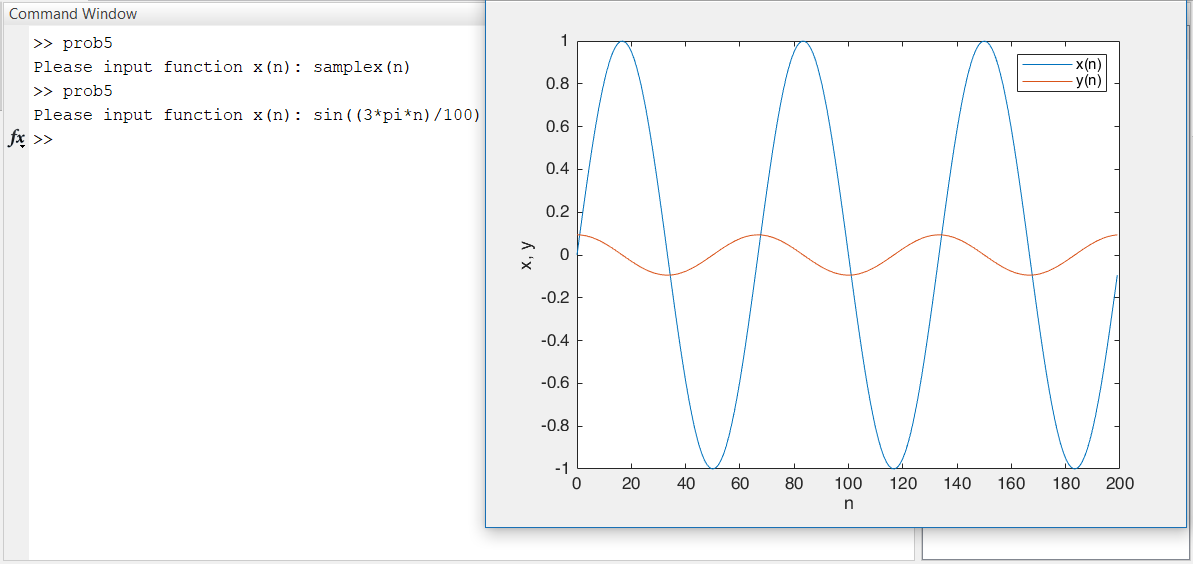 Command Window
>> prob5
Please input function x(n): samplex(n)
>> prob5
Please input function x(n): sin((3*pi*n)/100)
fx >>
x(n)
y(n)
1
0.8
0.6
0.4
0.2
0
-0.2
-0.4
-0.6
-0.8
-1
x, y
0 20 40 60 80 100 120 140 160 180 200
n